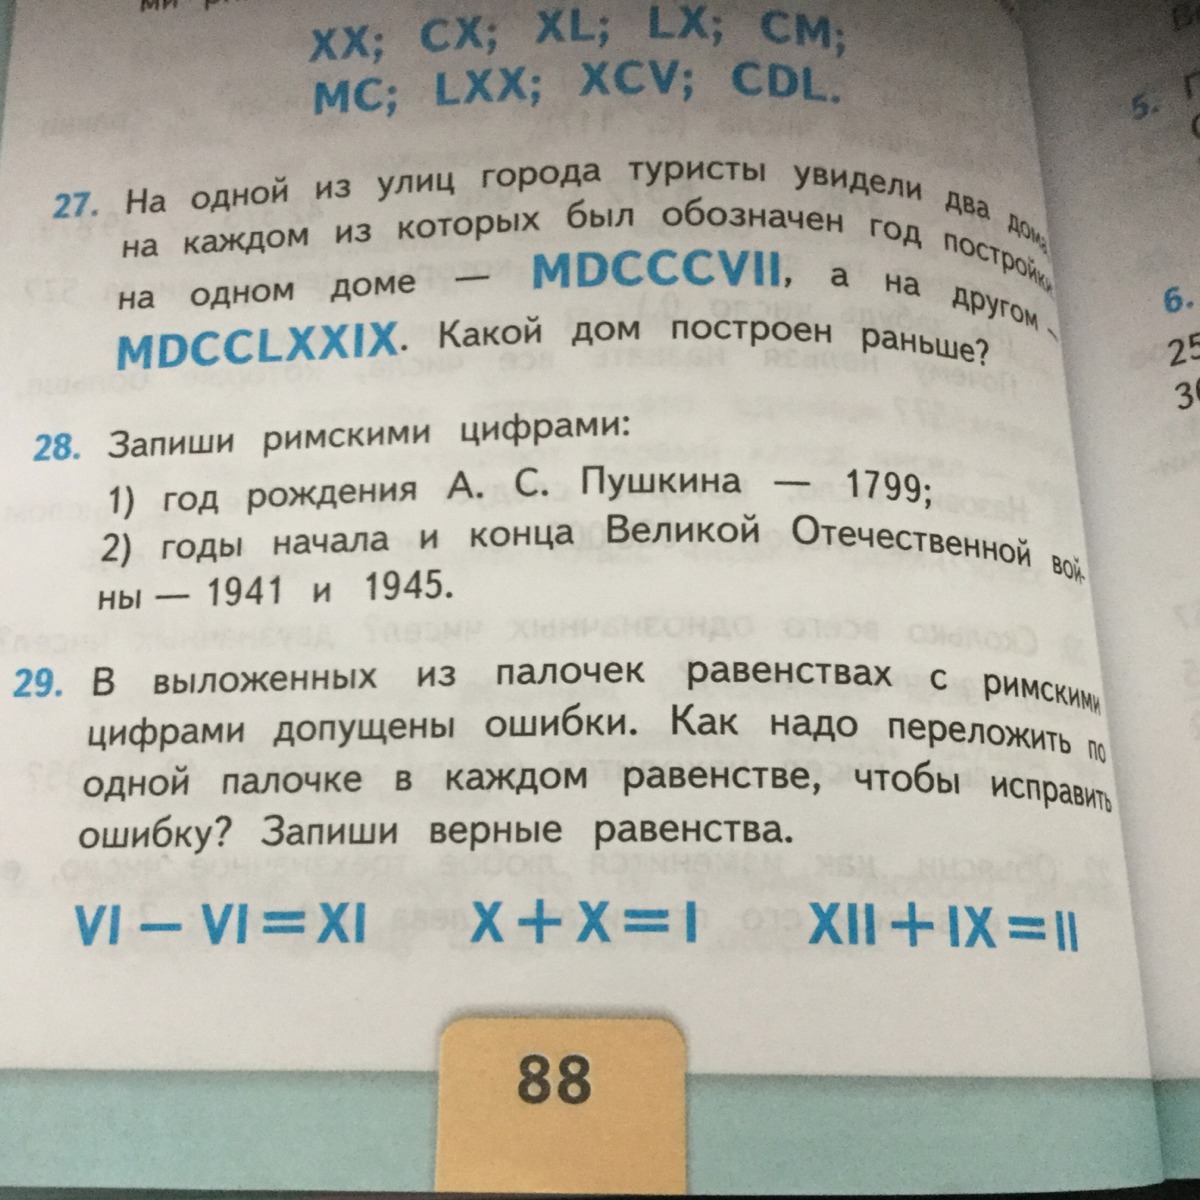 XX; CX; XL; LX; CM;
MC; LXX; XCV; CDL.
27. На одной из улиц города туристы увидели два дома,
на каждом из которых был обозначен год постройки:
на одном доме — MDCCCVII, а на другом —
MDCCLXXIX. Какой дом построен раньше?
28. Запиши римскими цифрами:
1) год рождения А. С. Пушкина — 1799;
2) годы начала и конца Великой Отечественной вой-
ны — 1941 и 1945.
29. В выложенных из палочек равенствах с римскими
цифрами допущены ошибки. Как надо переложить по
одной палочке в каждом равенстве, чтобы исправить
ошибку? Запиши верные равенства.
VI — VI = XI X + X = I XII + IX = II
88
5.
6.